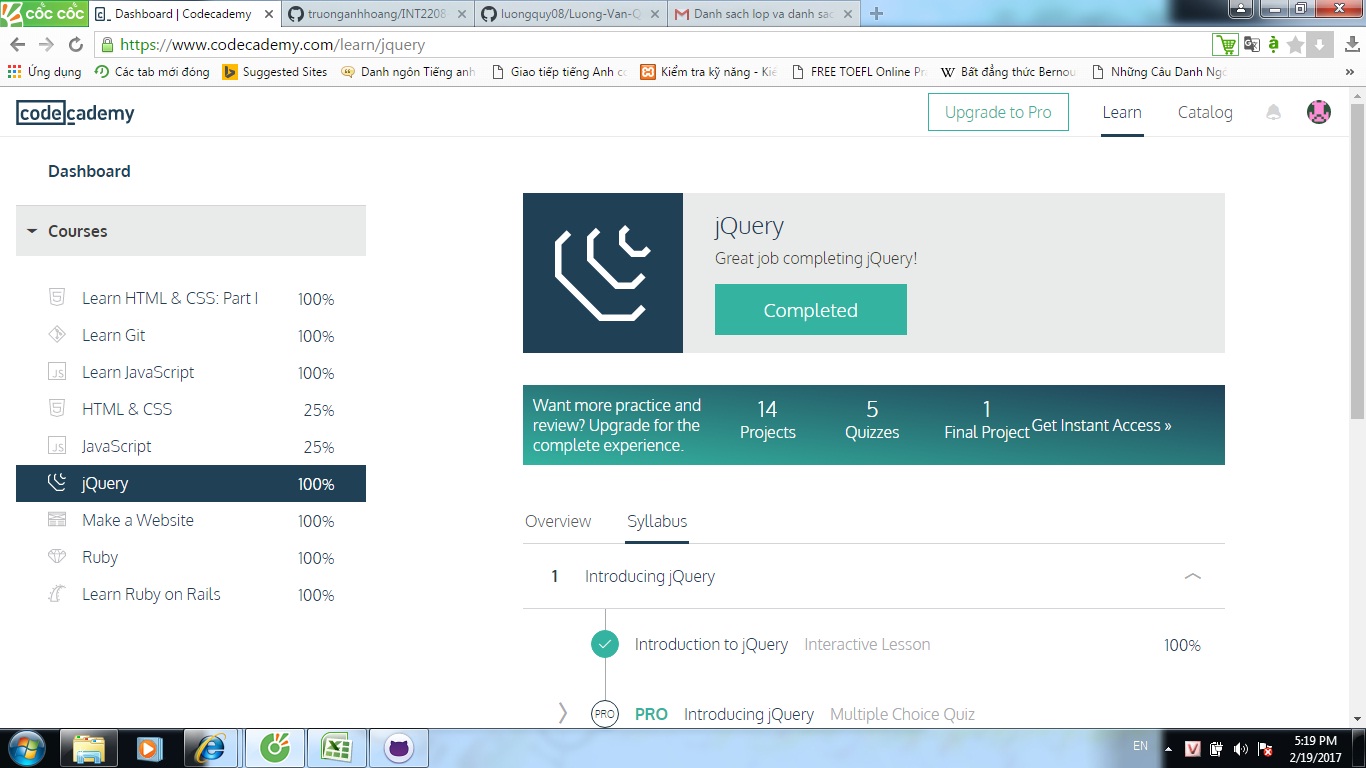 cốc cốc
Dashboard | Codecademy
truonganhhoang/INT2208
luongquy08/Luong-Van-Q
Danh sach lop va danh sac
https://www.codecademy.com/learn/jquery
Ứng dụng
Các tab mới đóng
Suggested Sites
Danh ngôn Tiếng anh
Giao tiếp tiếng Anh cơ
Kiểm tra kỹ năng - Kiể
FREE TOEFL Online Pra
Bất đẳng thức Bernou
Những Câu Danh Ngô
»
codecademy
Upgrade to Pro
Learn
Catalog
Dashboard
Courses
Learn HTML & CSS: Part I 100%
Learn Git 100%
JS Learn JavaScript 100%
HTML & CSS 25%
JS JavaScript 25%
jQuery 100%
Make a Website 100%
Ruby 100%
Learn Ruby on Rails 100%
jQuery
Great job completing jQuery!
Completed
Want more practice and
review? Upgrade for the
complete experience.
14
Projects
5
Quizzes
1
Final Project
Get Instant Access »
Overview Syllabus
1 Introducing jQuery
Introduction to jQuery Interactive Lesson 100%
PRO PRO Introducing jQuery Multiple Choice Quiz
EN
5:19 PM
2/19/2017